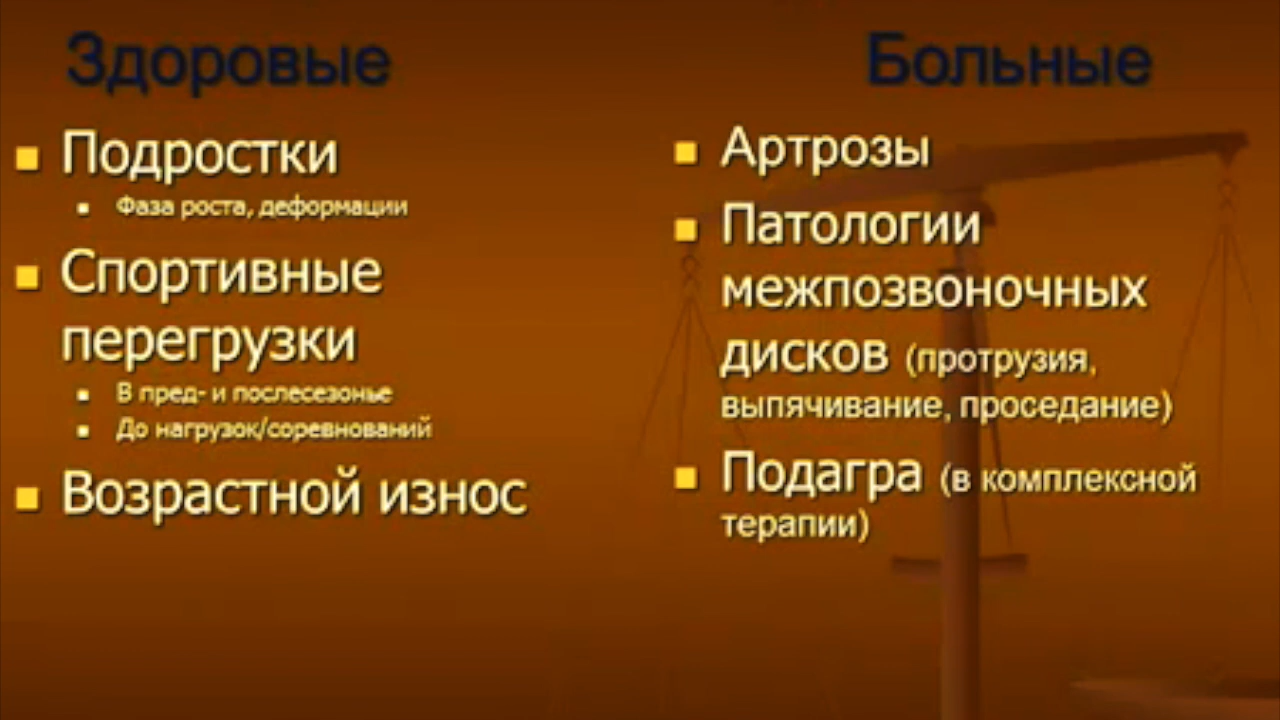 Здоровые
Подростки
Фаза роста, деформации
Спортивные
перегрузки
В пред- и послесезонье
До нагрузок/соревнований
Возрастной износ
Больные
Артрозы
Патологии
межпозвоночных
дисков (протрузия,
выпячивание, проседание)
Подагра (в комплексной
терапии)